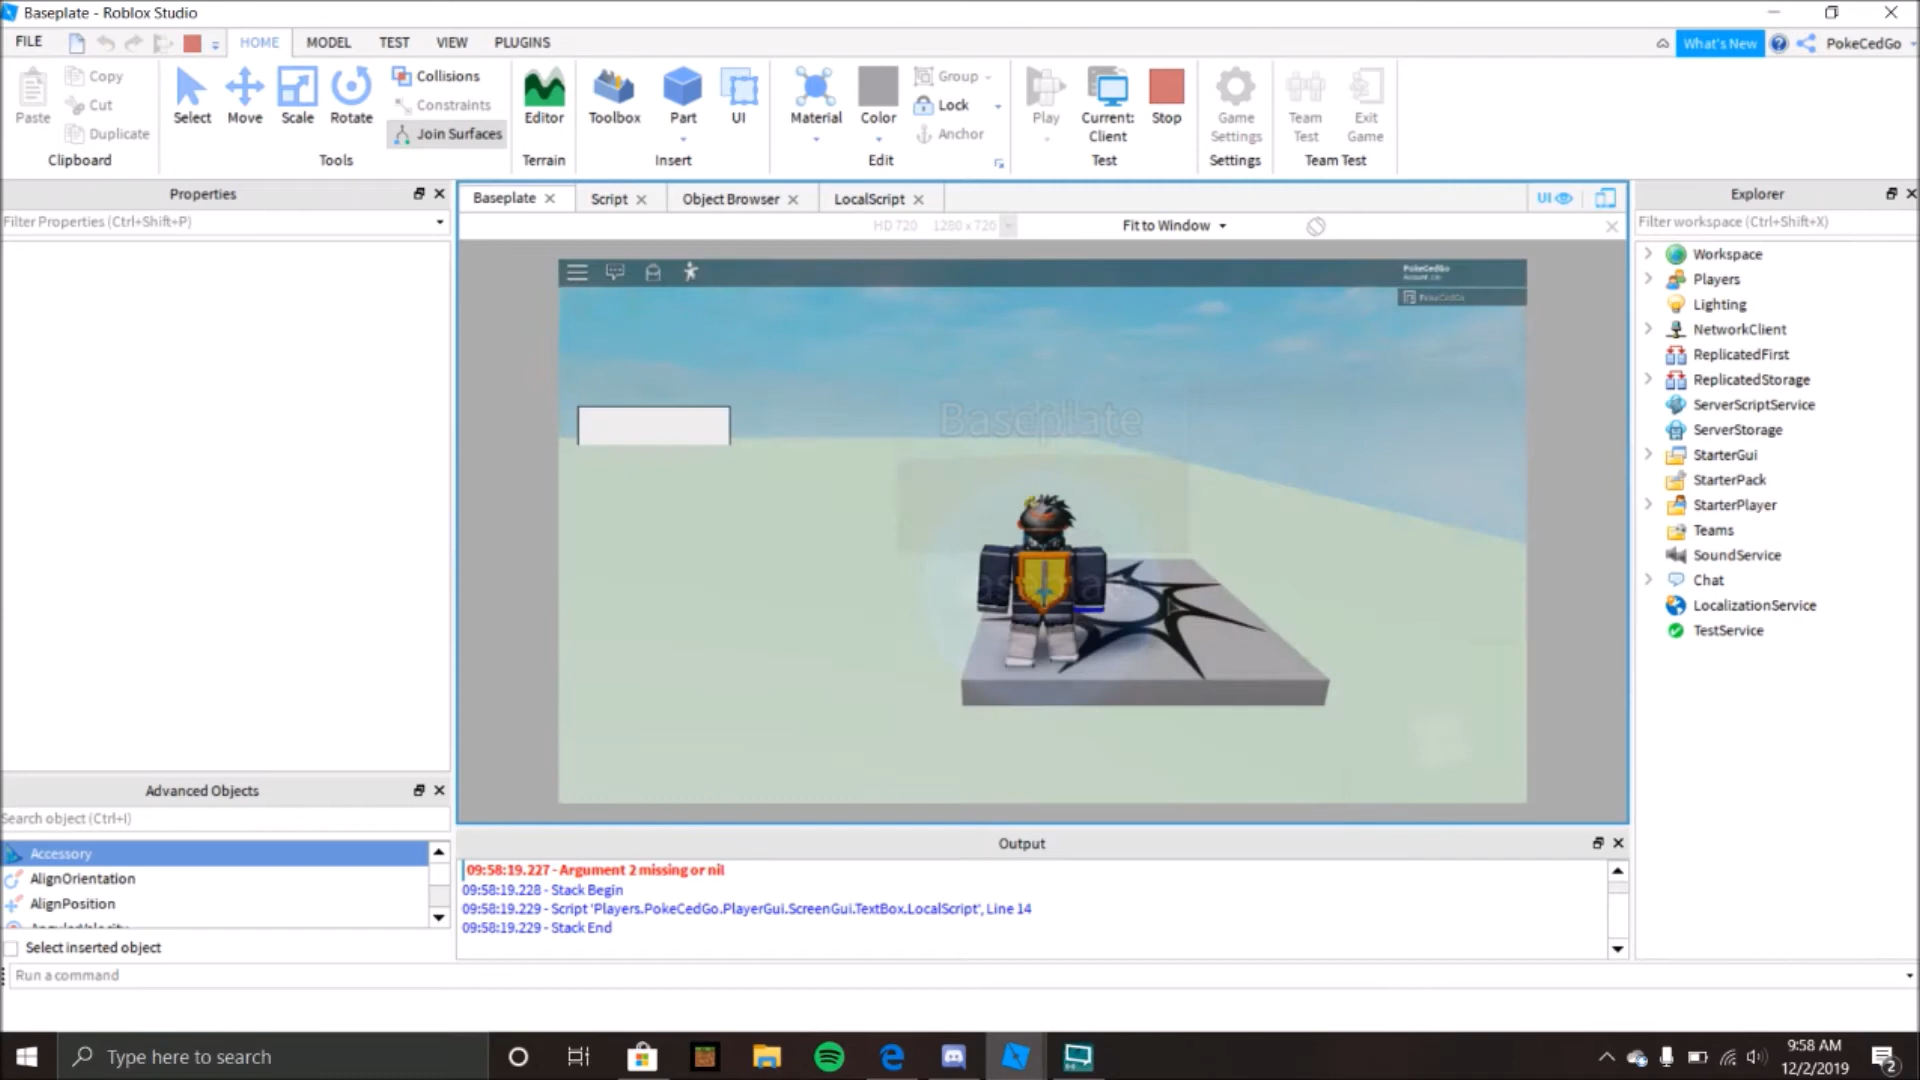 Baseplate - Roblox Studio
FILE HOME MODEL TEST VIEW PLUGINS What's New PokeCedGo
Paste Copy Cut Duplicate
Clipboard
Select Move Scale Rotate Collisions Constraints Join Surfaces
Tools
Editor
Terrain
Toolbox Part UI
Insert
Material Color Group Lock Anchor
Edit
Play Current: Client Stop
Test
Game Settings
Settings
Team Test Exit Game
Team Test
Properties
Filter Properties (Ctrl+Shift+P)
Baseplate Script Object Browser LocalScript UI
HD 720 1280 x 720 Fit to Window
PokeCedGo
PokeCedGo
Baseplate
Explorer
Filter workspace (Ctrl+Shift+X)
Workspace
Players
Lighting
NetworkClient
ReplicatedFirst
ReplicatedStorage
ServerScriptService
ServerStorage
StarterGui
StarterPack
StarterPlayer
Teams
SoundService
Chat
LocalizationService
TestService
Advanced Objects
Search object (Ctrl+I)
Accessory
AlignOrientation
AlignPosition
AngularVelocity
Select inserted object
Run a command
Output
09:58:19.227 - Argument 2 missing or nil
09:58:19.228 - Stack Begin
09:58:19.229 - Script 'Players.PokeCedGo.PlayerGui.ScreenGui.TextBox.LocalScript', Line 14
09:58:19.229 - Stack End
Type here to search
9:58 AM
12/2/2019
2